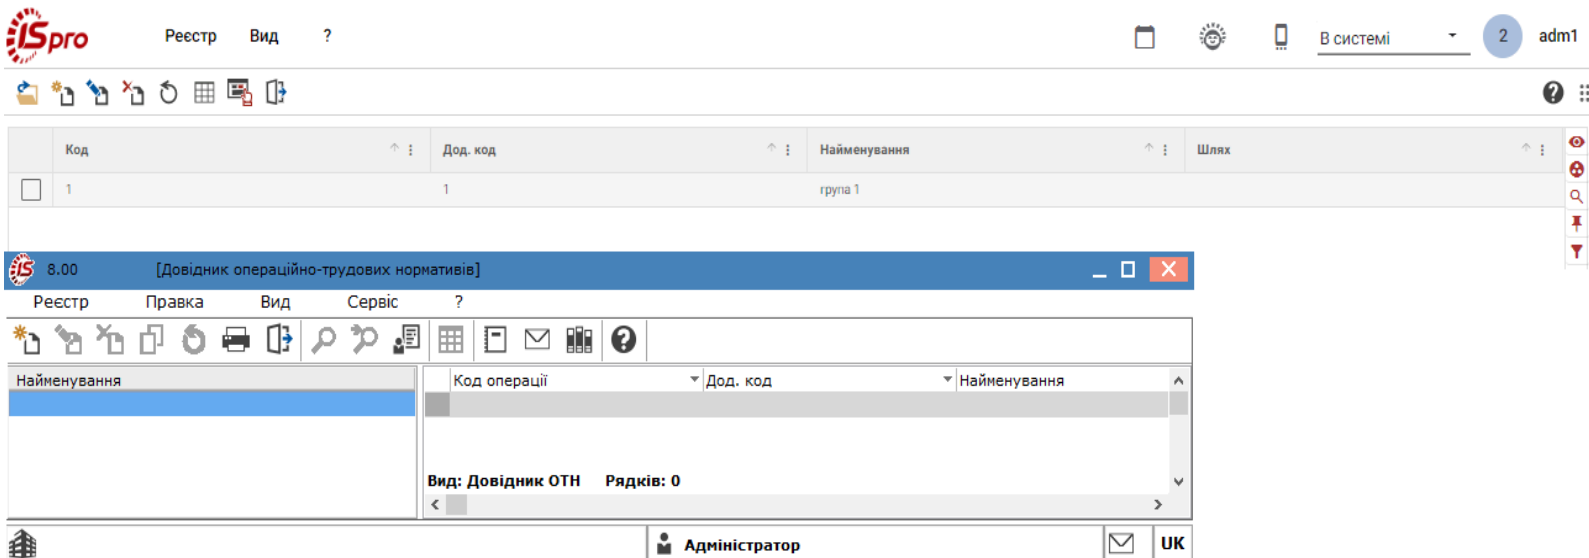 ISpro Реєстр Вид ? В системі 2 adm1
Код Дод. код Найменування Шлях
1 1 група 1
8.00 [Довідник операційно-трудових нормативів]
Реєстр Правка Вид Сервіс ?
Найменування Код операції Дод. код Найменування
Вид: Довідник ОТН Рядків: 0
Адміністратор UK